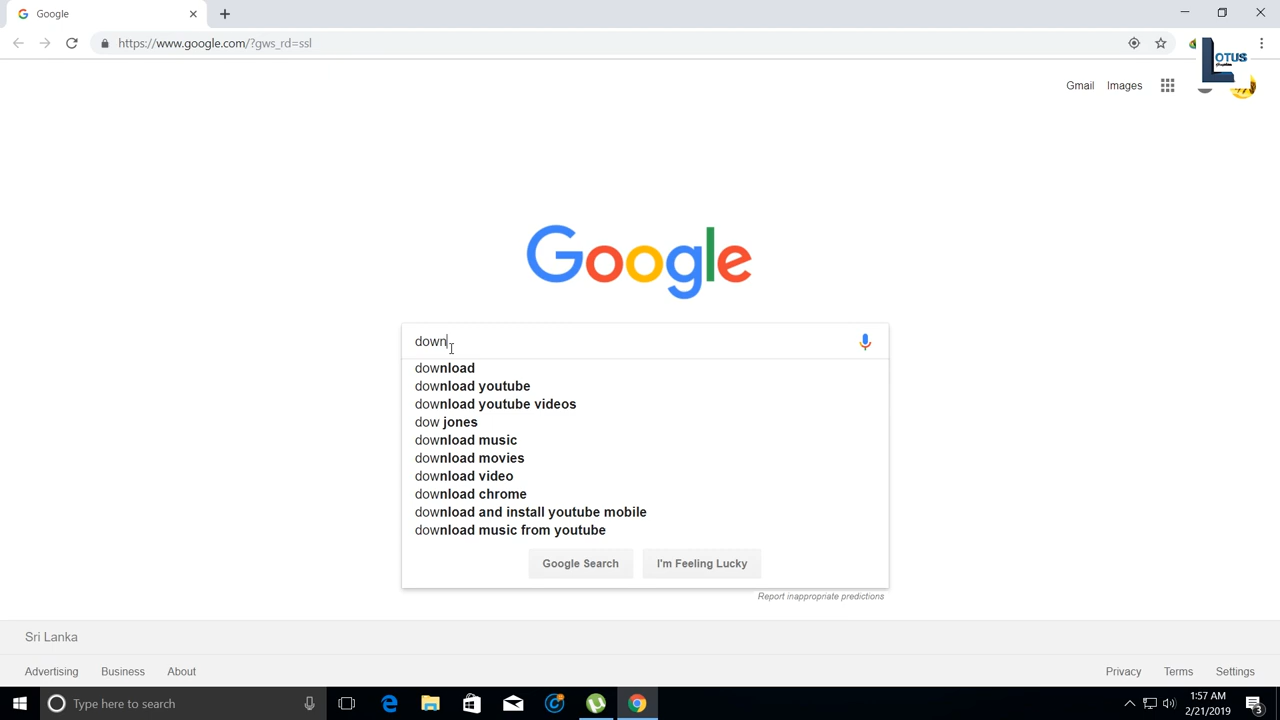 Google
https://www.google.com/?gws_rd=ssl
LOTUS
Gmail Images
Google
down
download
download youtube
download youtube videos
dow jones
download music
download movies
download video
download chrome
download and install youtube mobile
download music from youtube
Google Search I'm Feeling Lucky
Report inappropriate predictions
Sri Lanka
Advertising Business About Privacy Terms Settings
Type here to search
1:57 AM
2/21/2019
3